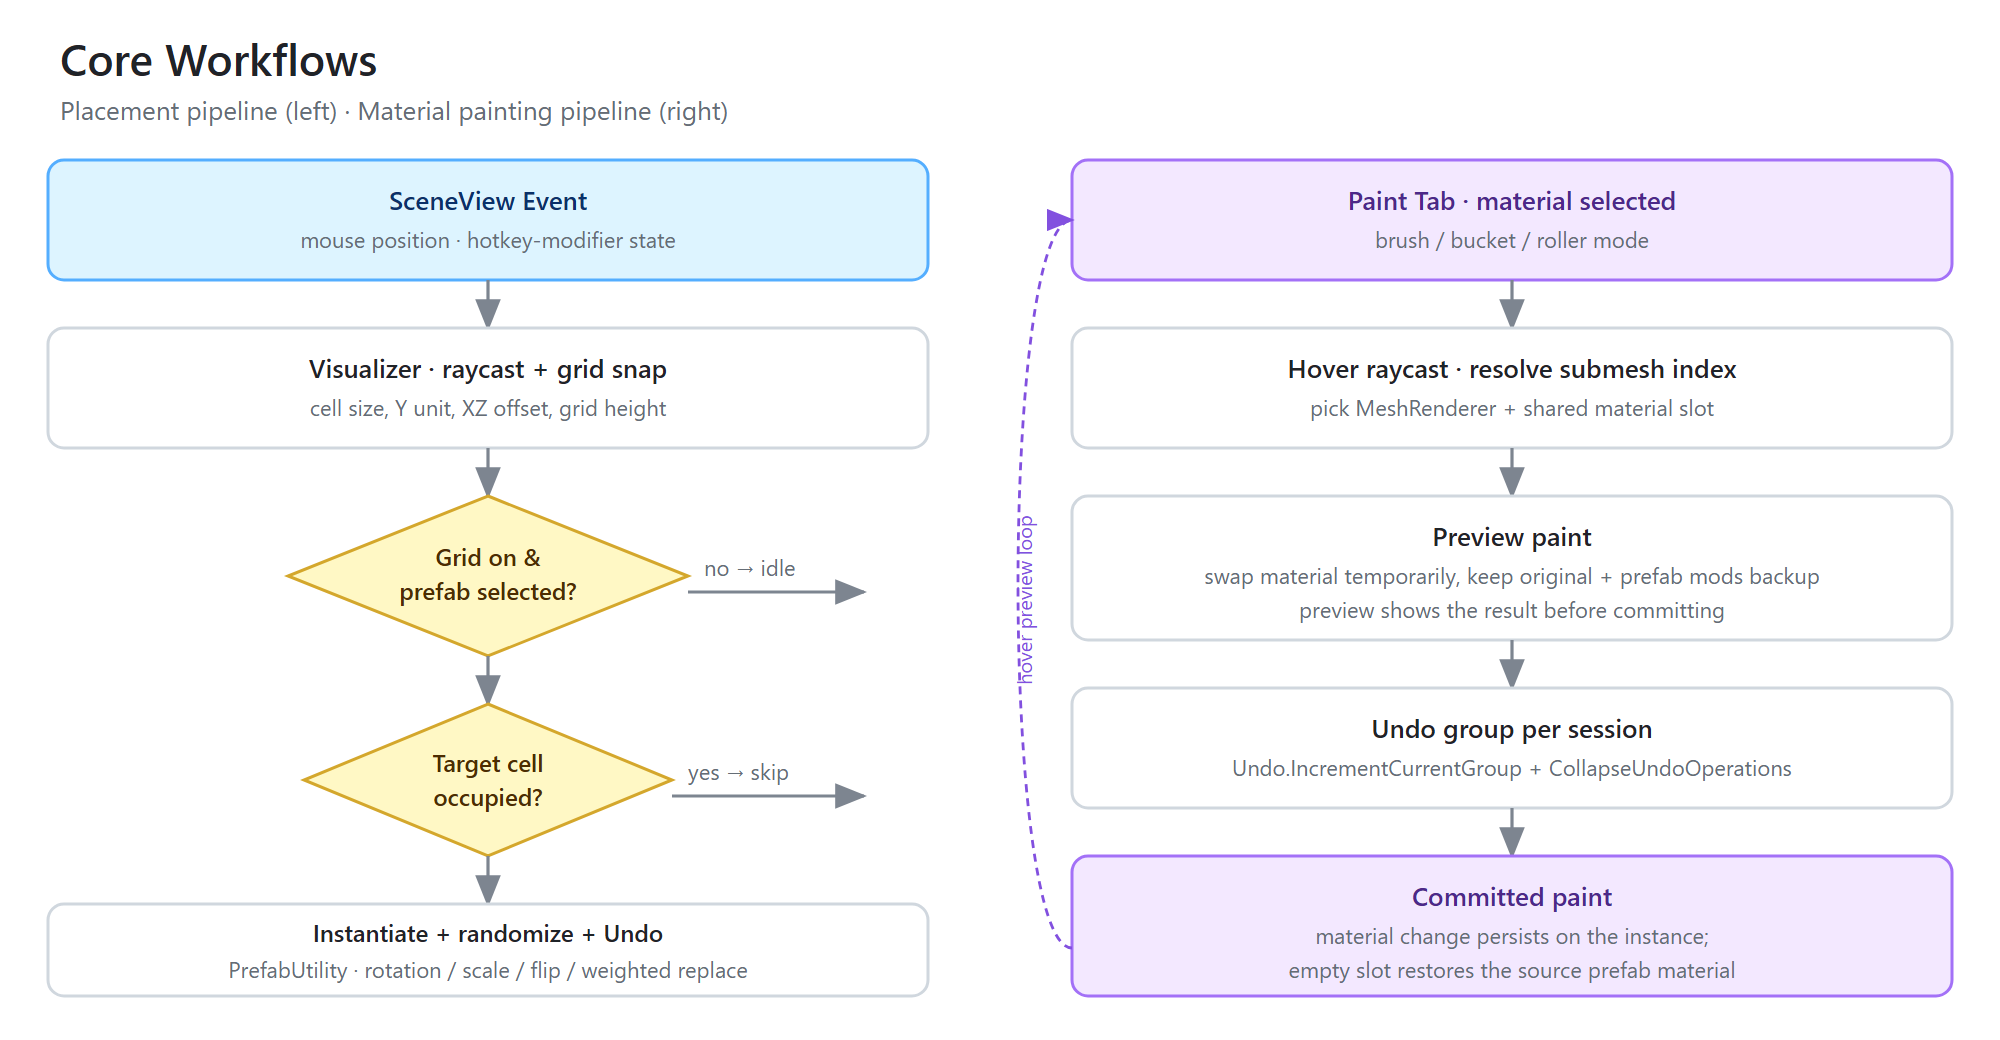 Core Workflows
Placement pipeline (left) · Material painting pipeline (right)
SceneView Event
mouse position · hotkey-modifier state
Visualizer · raycast + grid snap
cell size, Y unit, XZ offset, grid height
Grid on &
prefab selected?
no → idle
Target cell
occupied?
yes → skip
Instantiate + randomize + Undo
PrefabUtility · rotation / scale / flip / weighted replace
hover preview loop
Paint Tab · material selected
brush / bucket / roller mode
Hover raycast · resolve submesh index
pick MeshRenderer + shared material slot
Preview paint
swap material temporarily, keep original + prefab mods backup
preview shows the result before committing
Undo group per session
Undo.IncrementCurrentGroup + CollapseUndoOperations
Committed paint
material change persists on the instance;
empty slot restores the source prefab material